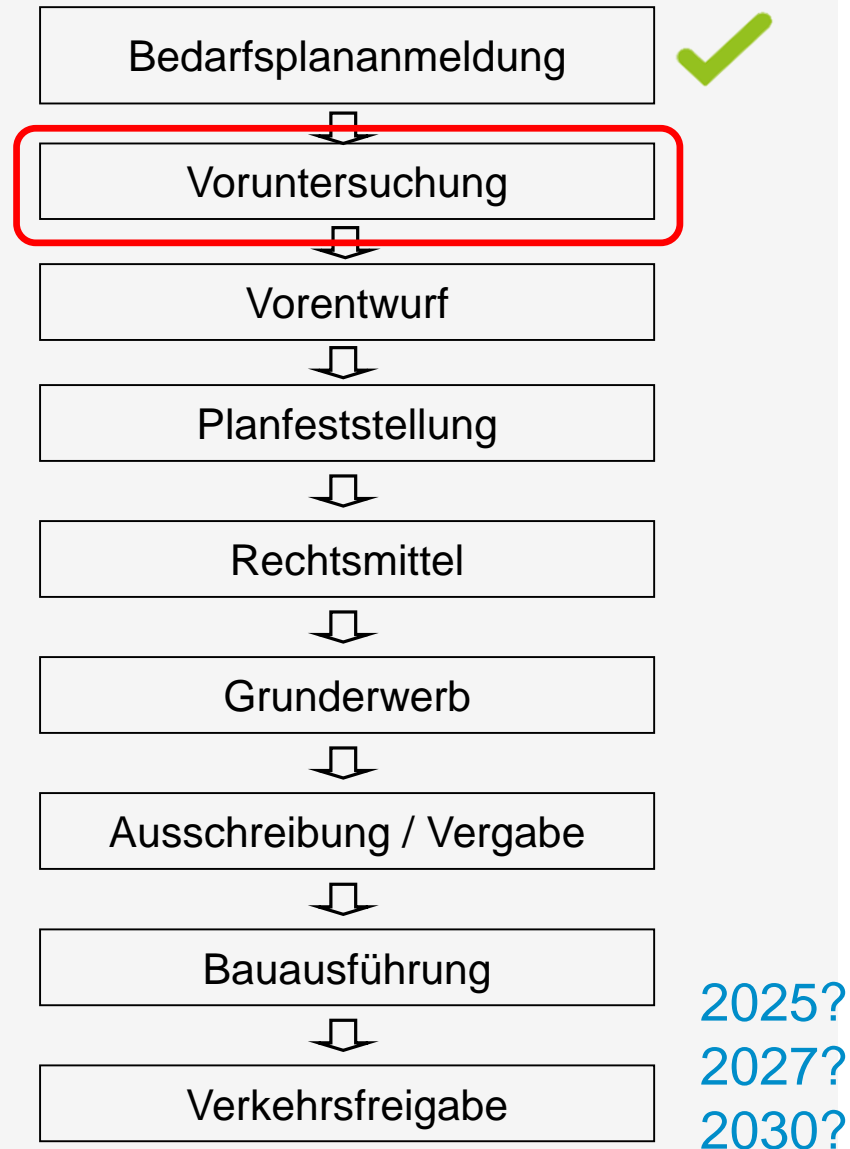 Bedarfsplananmeldung
Voruntersuchung
Vorentwurf
Planfeststellung
Rechtsmittel
Grunderwerb
Ausschreibung / Vergabe
Bauausführung
2025?
2027?
Verkehrsfreigabe
2030?